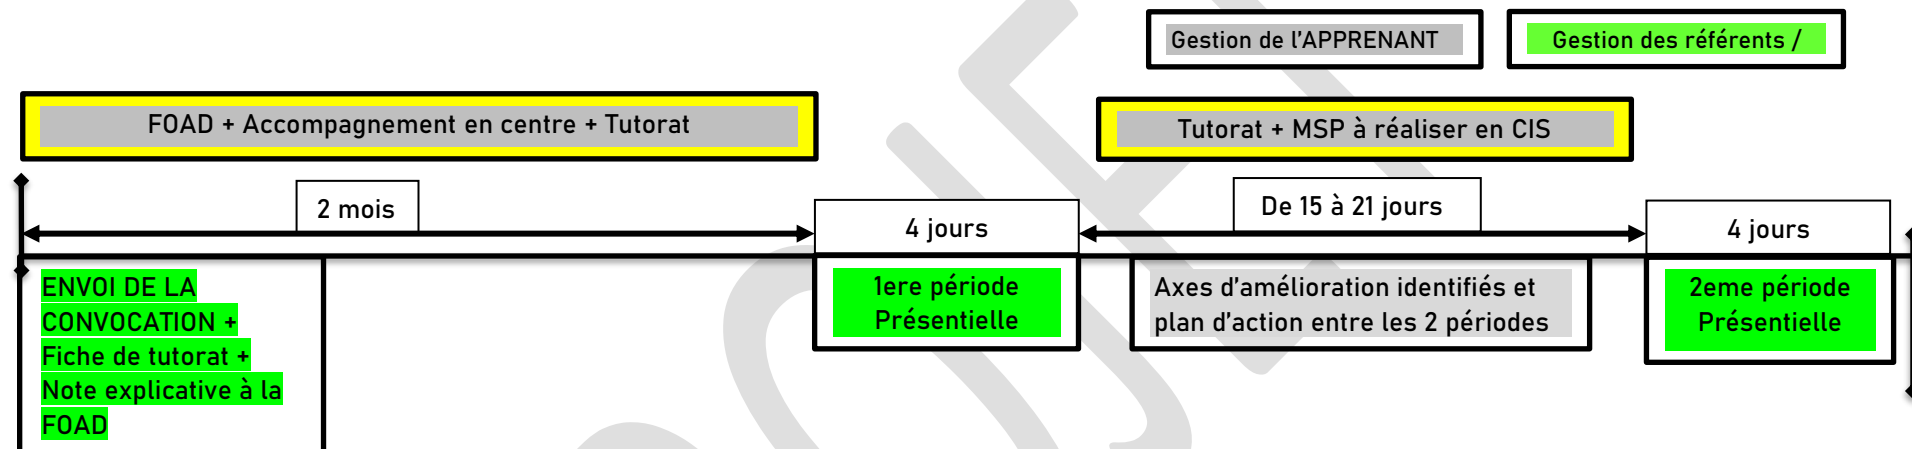 Gestion de l'APPRENANT
Gestion des référents /
FOAD + Accompagnement en centre + Tutorat
Tutorat + MSP à réaliser en CIS
2 mois
4 jours
De 15 à 21 jours
4 jours
ENVOI DE LA
CONVOCATION +
Fiche de tutorat +
Note explicative à la
FOAD
1ere période
Présentielle
Axes d'amélioration identifiés et
plan d'action entre les 2 périodes
2eme période
Présentielle